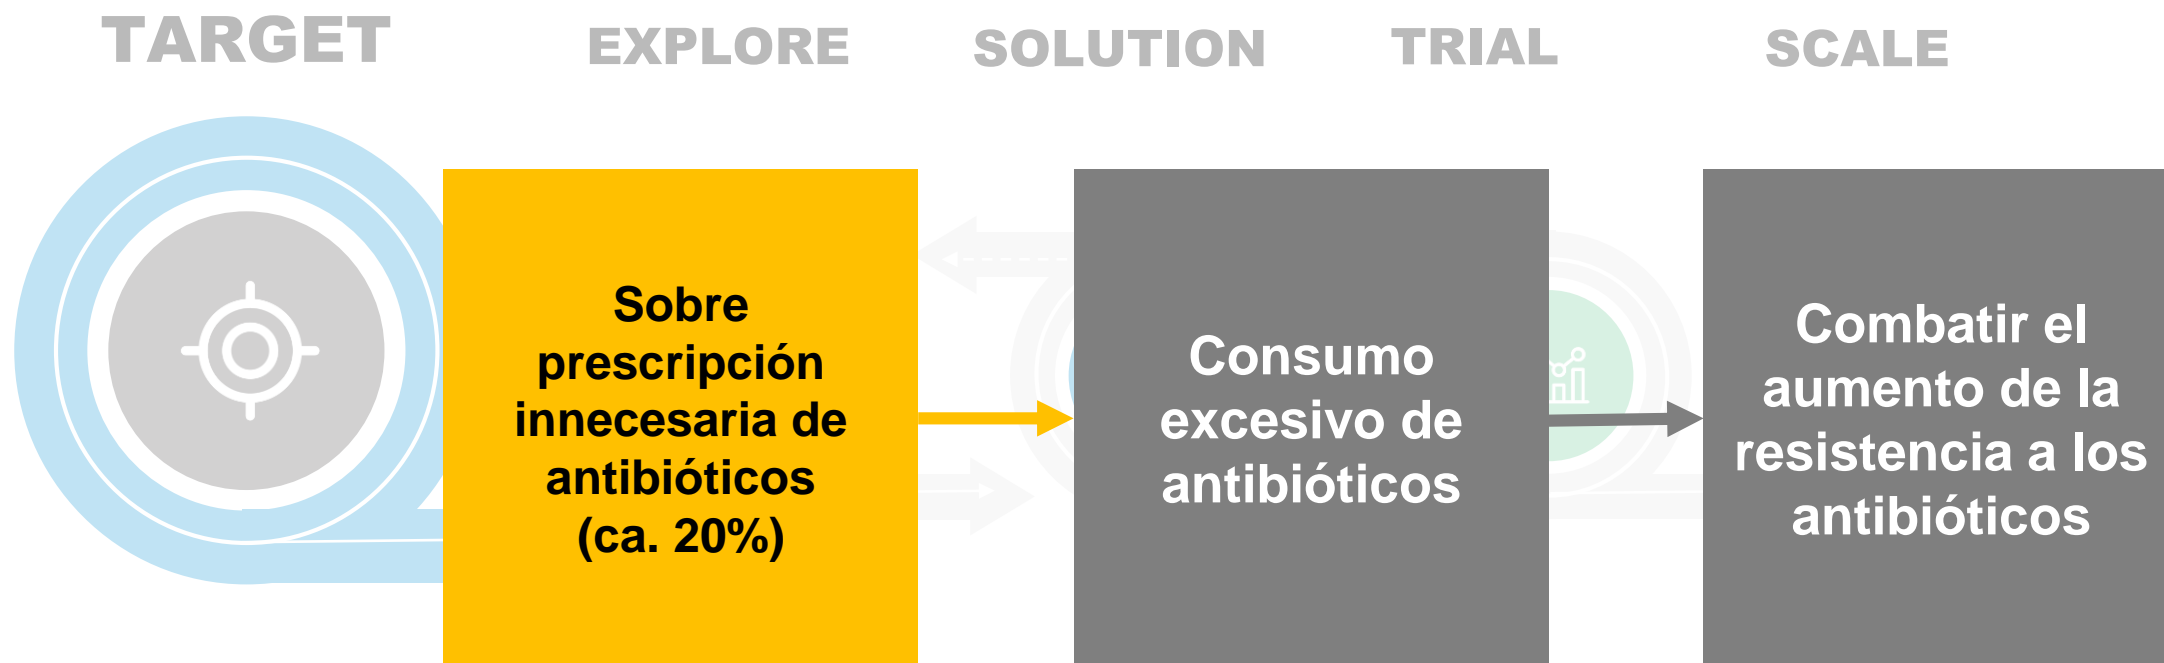 TARGET
EXPLORE
SOLUTION
TRIAL
SCALE
Sobre
prescripción
innecesaria de
antibióticos
(ca. 20%)
Consumo
excesivo de
antibióticos
Combatir el
aumento de la
resistencia a los
antibióticos